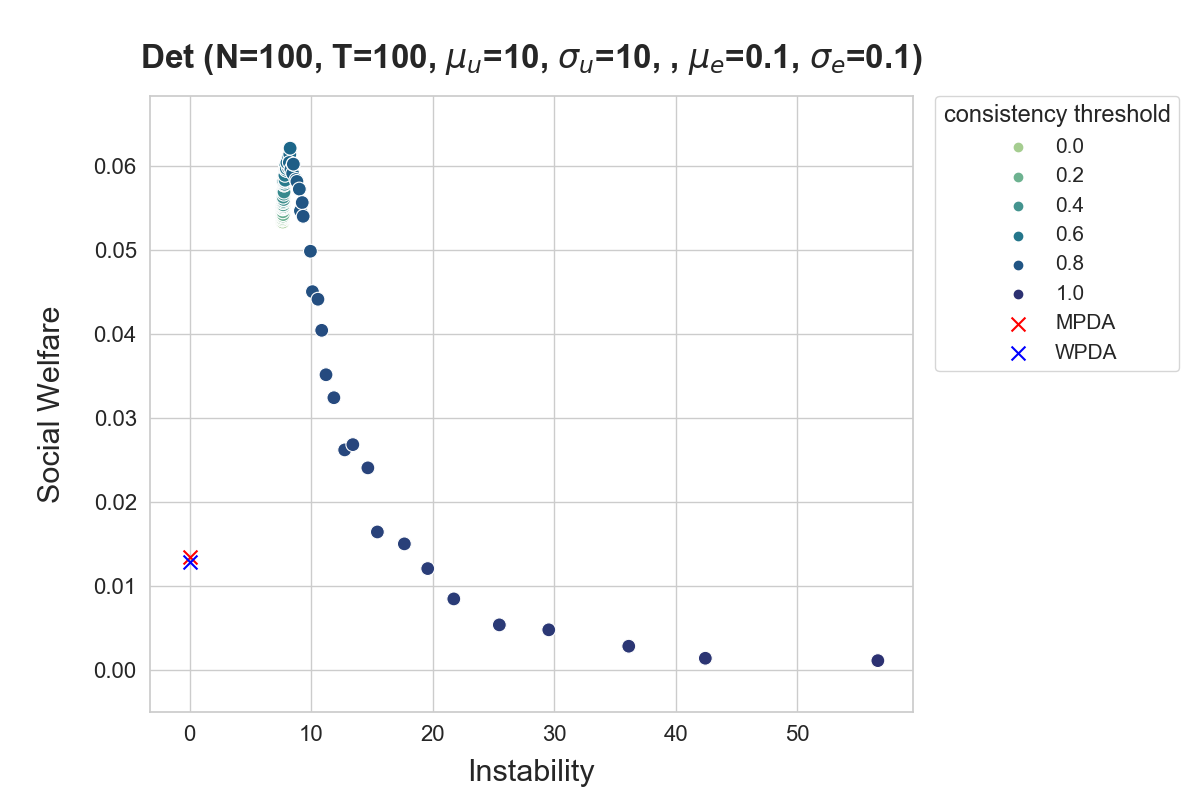 Det (N=100, T=100, μu=10, σu=10, , μe=0.1, σe=0.1)
consistency threshold
0.0
0.2
0.4
0.6
0.8
1.0
MPDA
WPDA
Social Welfare
0.06
0.05
0.04
0.03
0.02
0.01
0.00
0 10 20 30 40 50
Instability